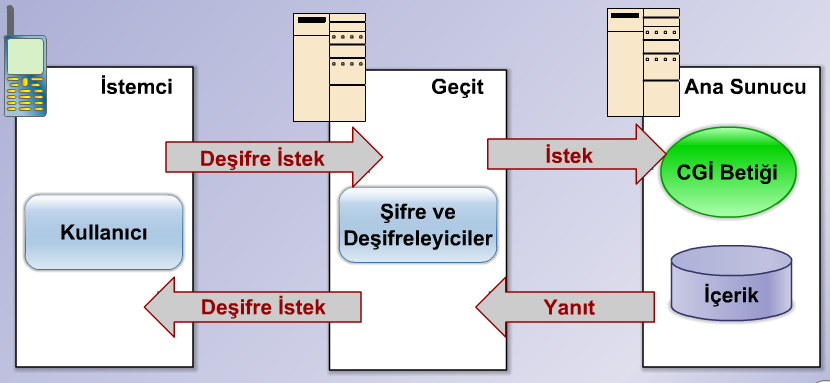 İstemci
Geçit
Ana Sunucu
Deşifre İstek
İstek
CGİ Betiği
Kullanıcı
Şifre ve
Deşifreleyiciler
Deşifre İstek
Yanıt
İçerik